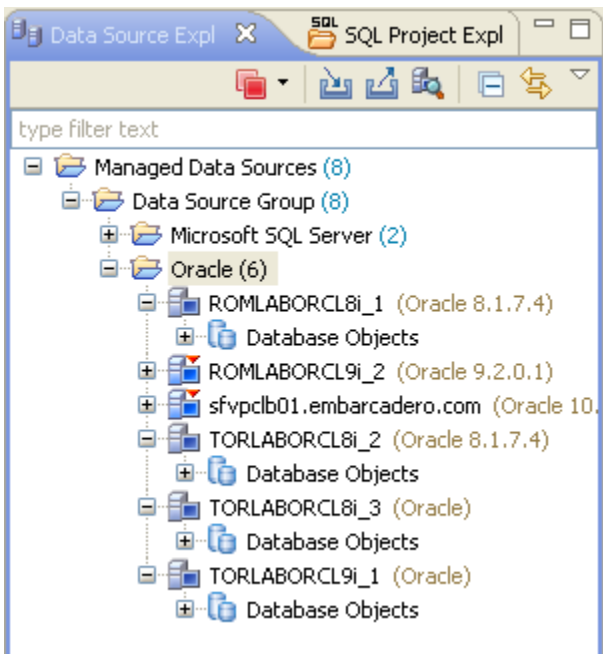 Data Source Expl SQL SQL Project Expl
type filter text
Managed Data Sources (8)
Data Source Group (8)
Microsoft SQL Server (2)
Oracle (6)
ROMLABORCL8i_1 (Oracle 8.1.7.4)
Database Objects
ROMLABORCL9i_2 (Oracle 9.2.0.1)
sfvpclb01.embarcadero.com (Oracle 10.
TORLABORCL8i_2 (Oracle 8.1.7.4)
Database Objects
TORLABORCL8i_3 (Oracle)
Database Objects
TORLABORCL9i_1 (Oracle)
Database Objects